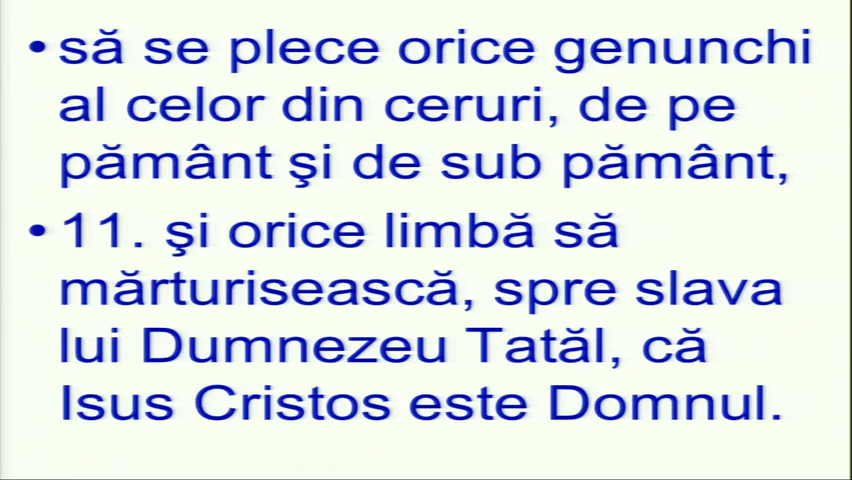 • să se plece orice genunchi
al celor din ceruri, de pe
pământ şi de sub pământ,
• 11. şi orice limbă să
mărturisească, spre slava
lui Dumnezeu Tatăl, că
Isus Cristos este Domnul.